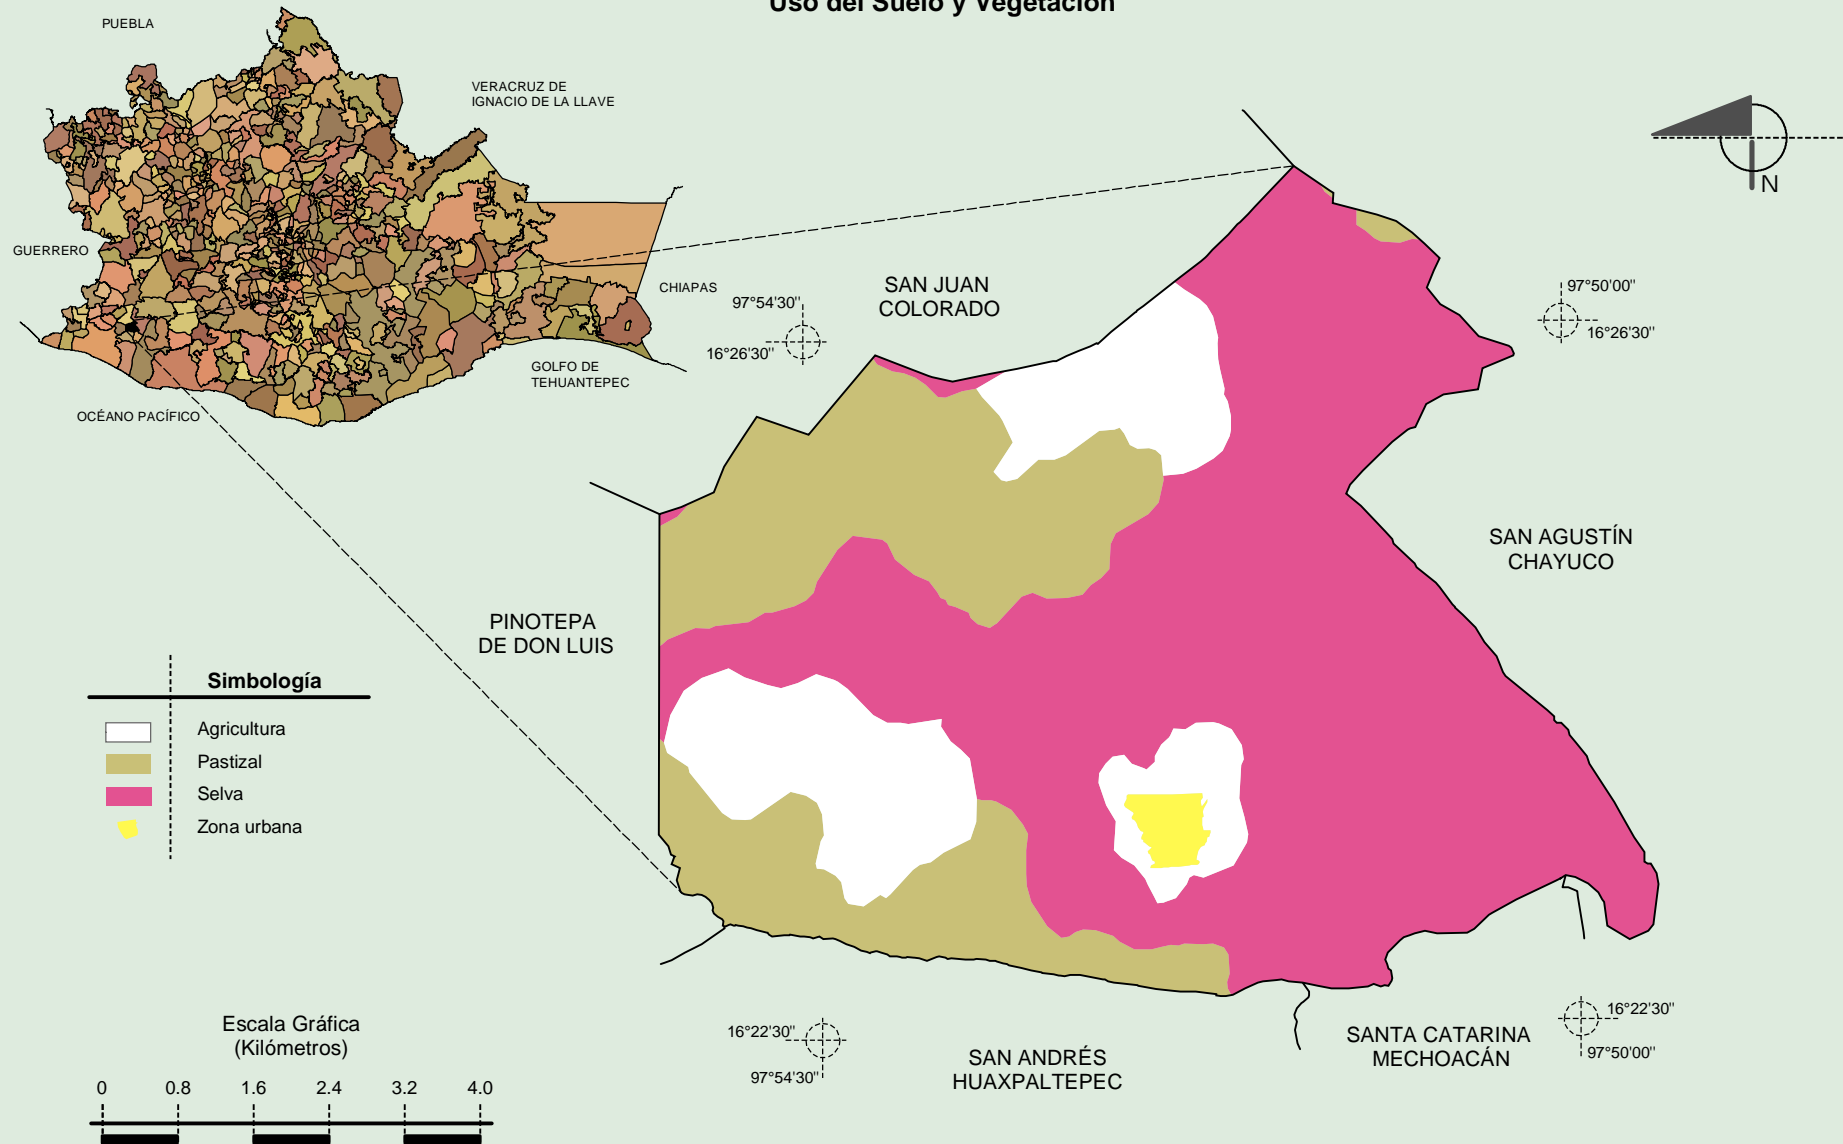 Uso del Suelo y Vegetación
PUEBLA
VERACRUZ DE
IGNACIO DE LA LLAVE
GUERRERO
CHIAPAS
GOLFO DE
TEHUANTEPEC
OCÉANO PACÍFICO
N
SAN JUAN
COLORADO
97°54'30"
16°26'30"
97°50'00"
16°26'30"
SAN AGUSTÍN
CHAYUCO
PINOTEPA
DE DON LUIS
Simbología
Agricultura
Pastizal
Selva
Zona urbana
Escala Gráfica
(Kilómetros)
0 0.8 1.6 2.4 3.2 4.0
16°22'30"
97°54'30"
SAN ANDRÉS
HUAXPALTEPEC
SANTA CATARINA
MECHOACÁN
16°22'30"
97°50'00"